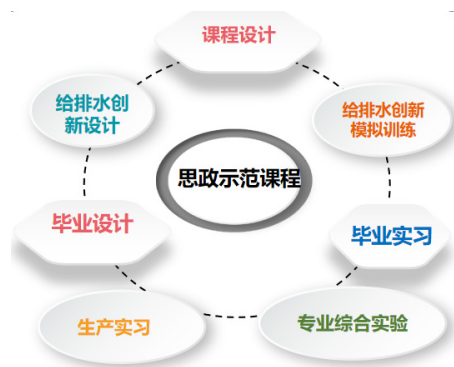 课程设计
给排水创
新设计
给排水创新
模拟训练
思政示范课程
毕业设计
毕业实习
生产实习
专业综合实验